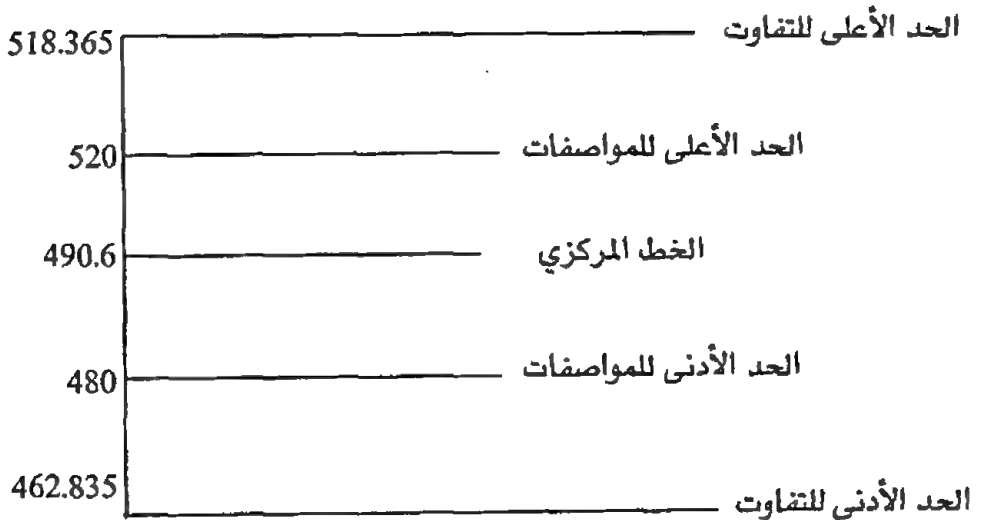 518.365 الحد الأعلى للتفاوت
520 الحد الأعلى للمواصفات
490.6 الخط المركزي
480 الحد الأدنى للمواصفات
462.835 الحد الأدنى للتفاوت